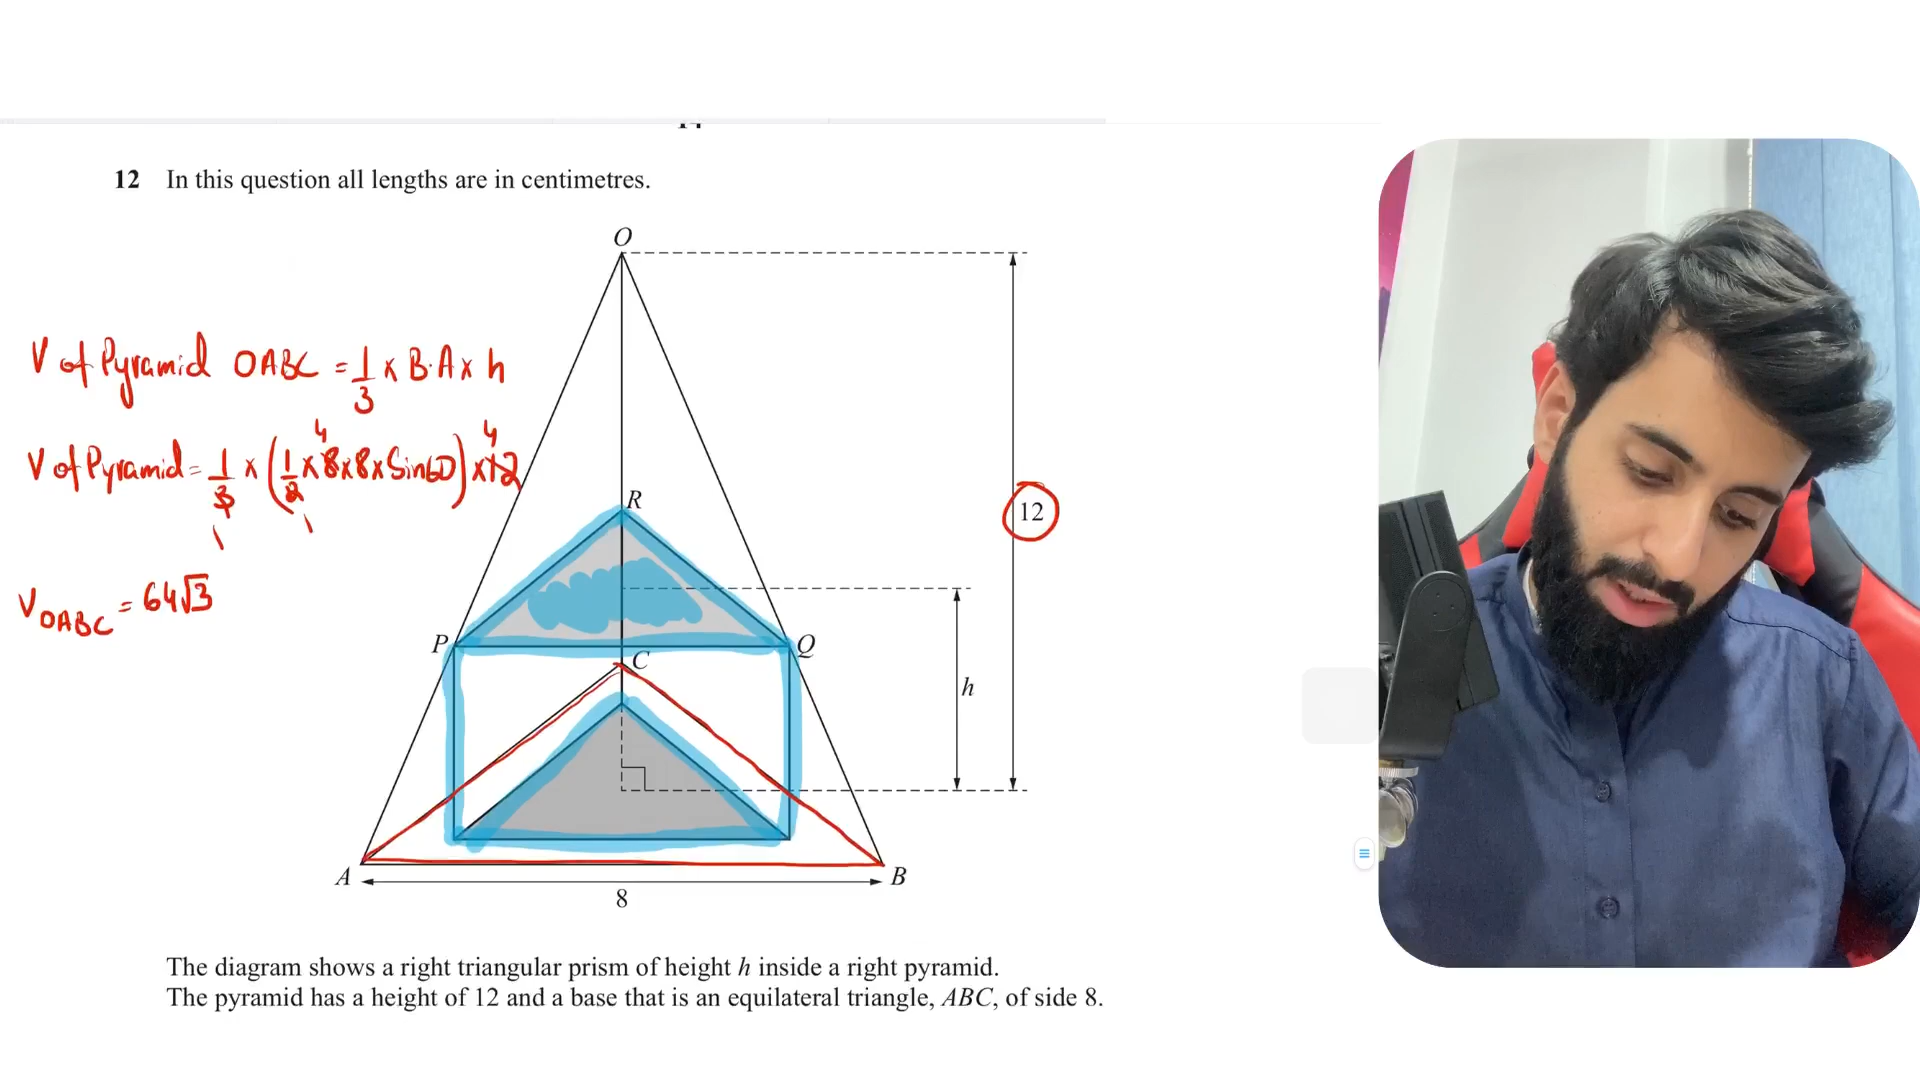 12 In this question all lengths are in centimetres.
O
V of Pyramid OABC = 1/3 × B.A × h
V of Pyramid = 1/3 × (1/2 × 8 × 8 × Sin60) × 12
4 4
1 1
R
12
V_OABC = 64√3
P
Q
C
h
A
B
8
The diagram shows a right triangular prism of height h inside a right pyramid.
The pyramid has a height of 12 and a base that is an equilateral triangle, ABC, of side 8.